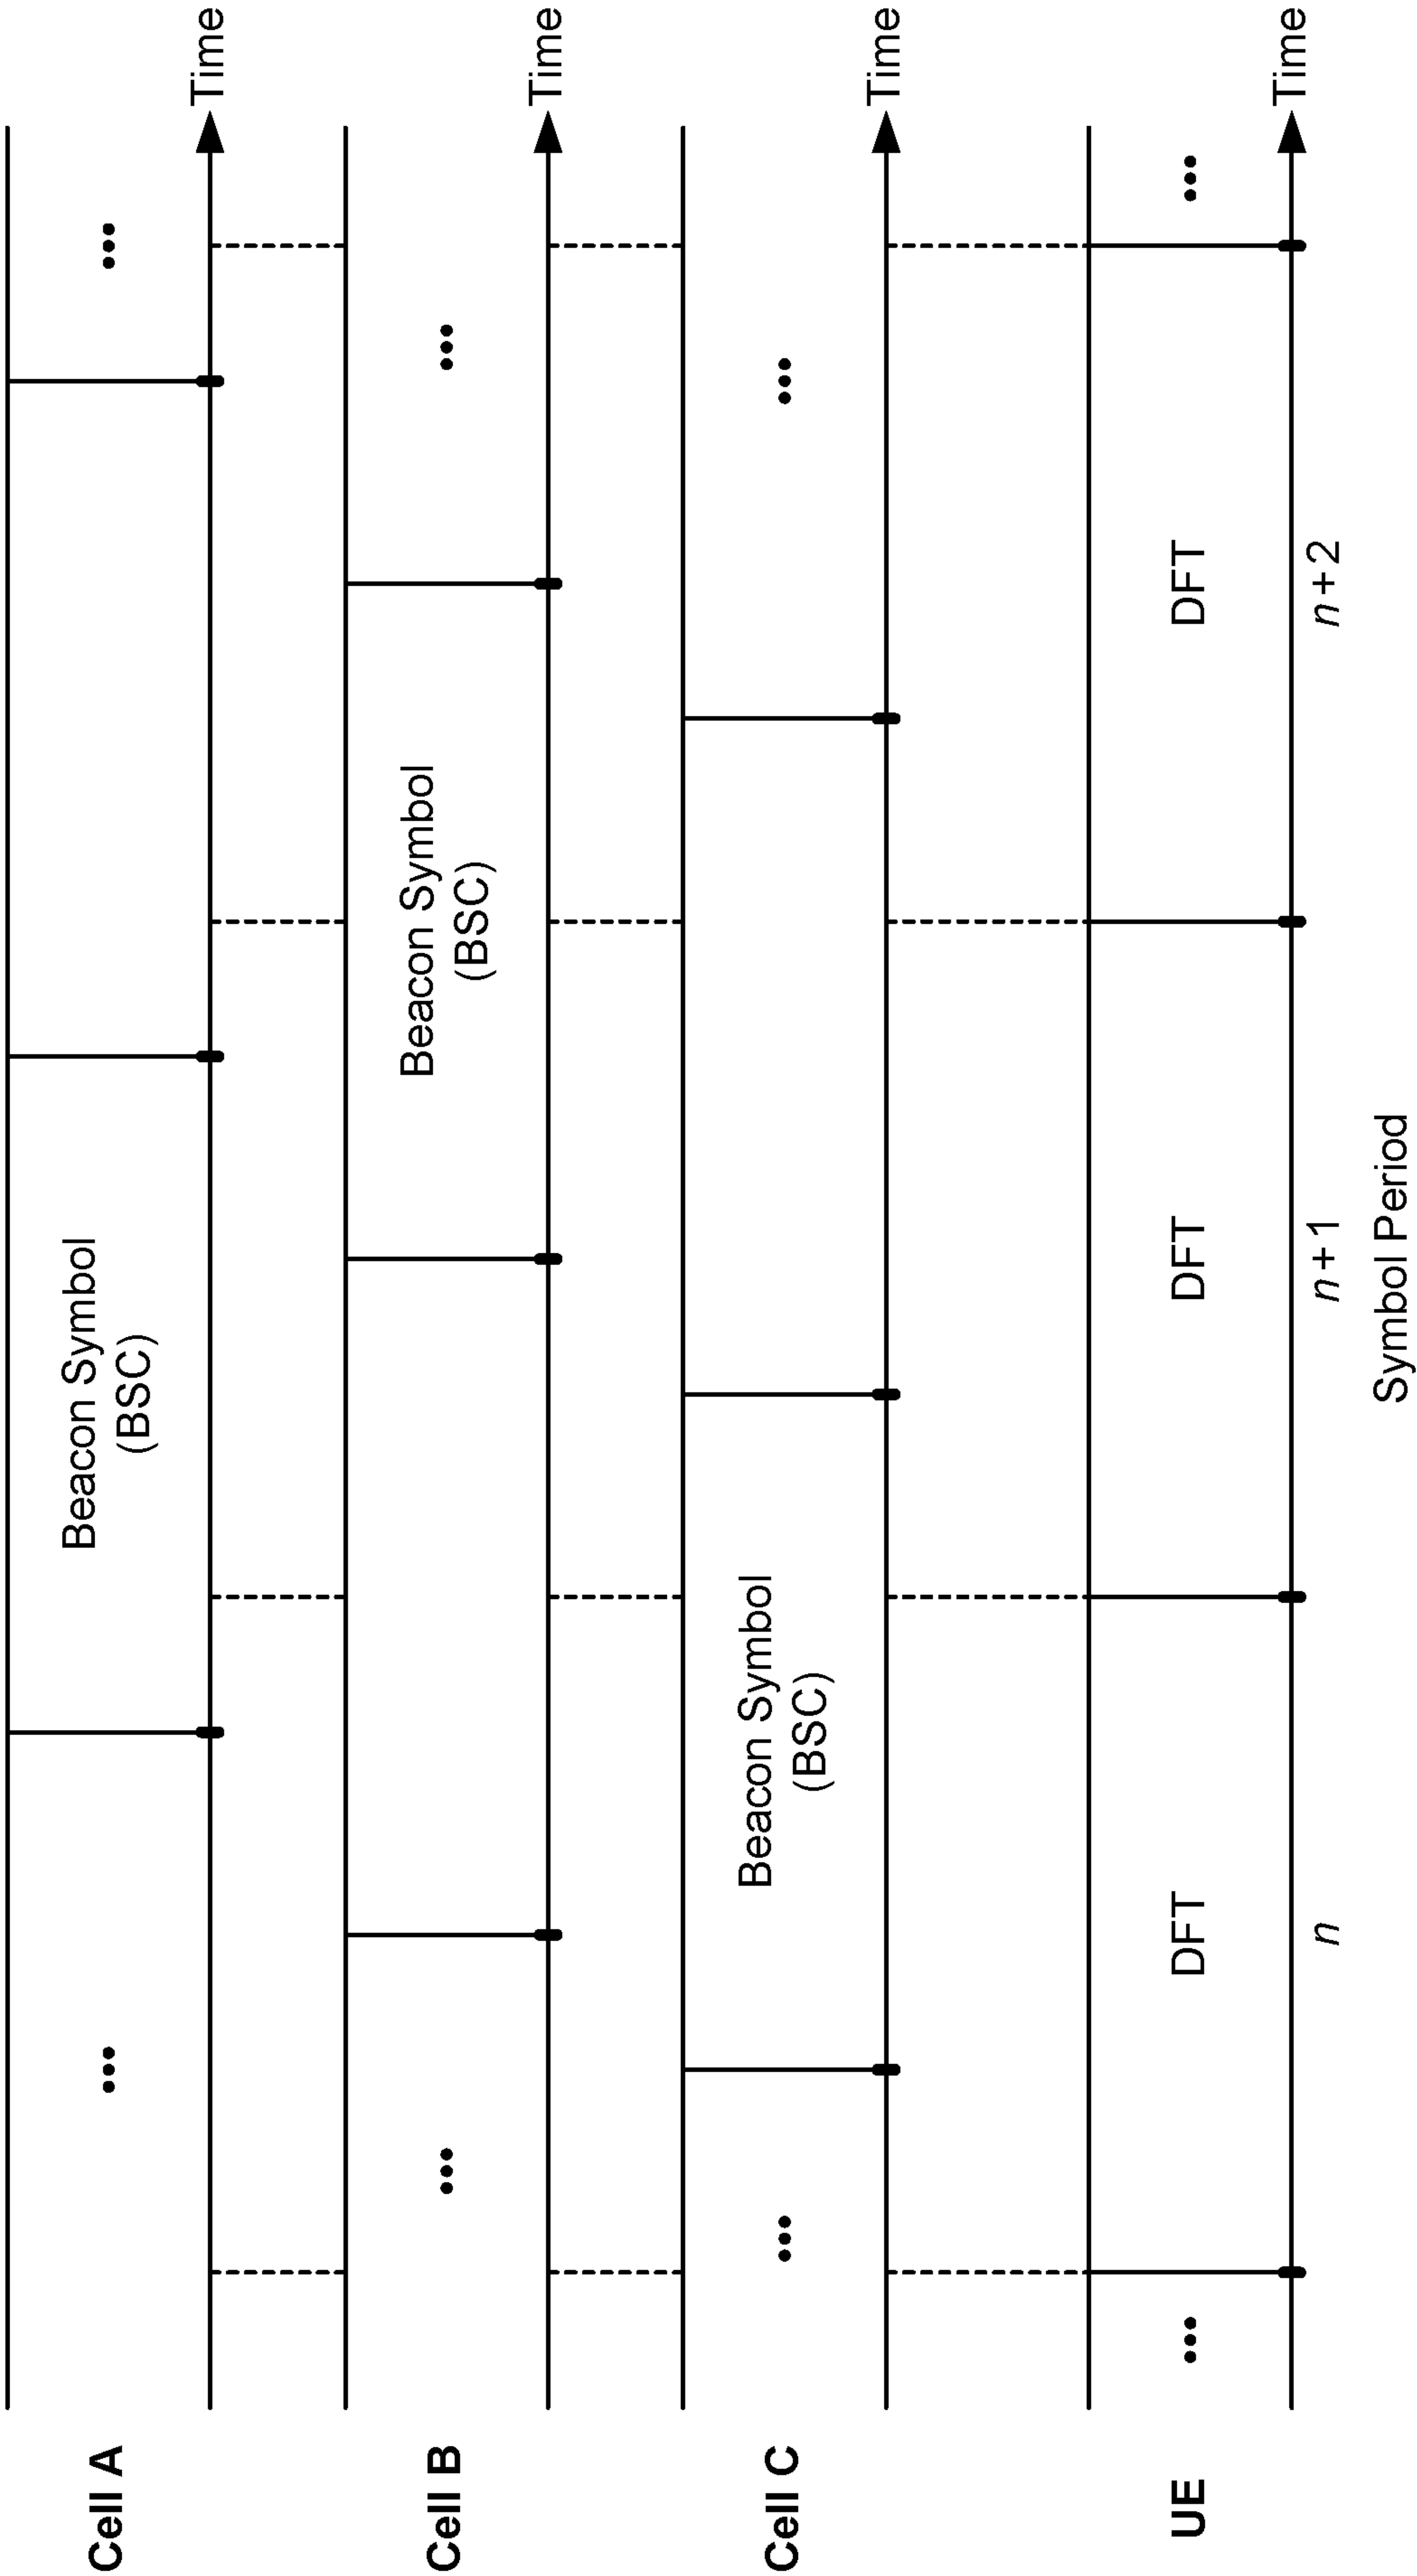 Cell A
Beacon Symbol
(BSC)
...
...
Time
Cell B
...
Beacon Symbol
(BSC)
...
Time
Cell C
...
Beacon Symbol
(BSC)
...
Time
UE
...
DFT
DFT
DFT
...
Time
n
n + 1
n + 2
Symbol Period